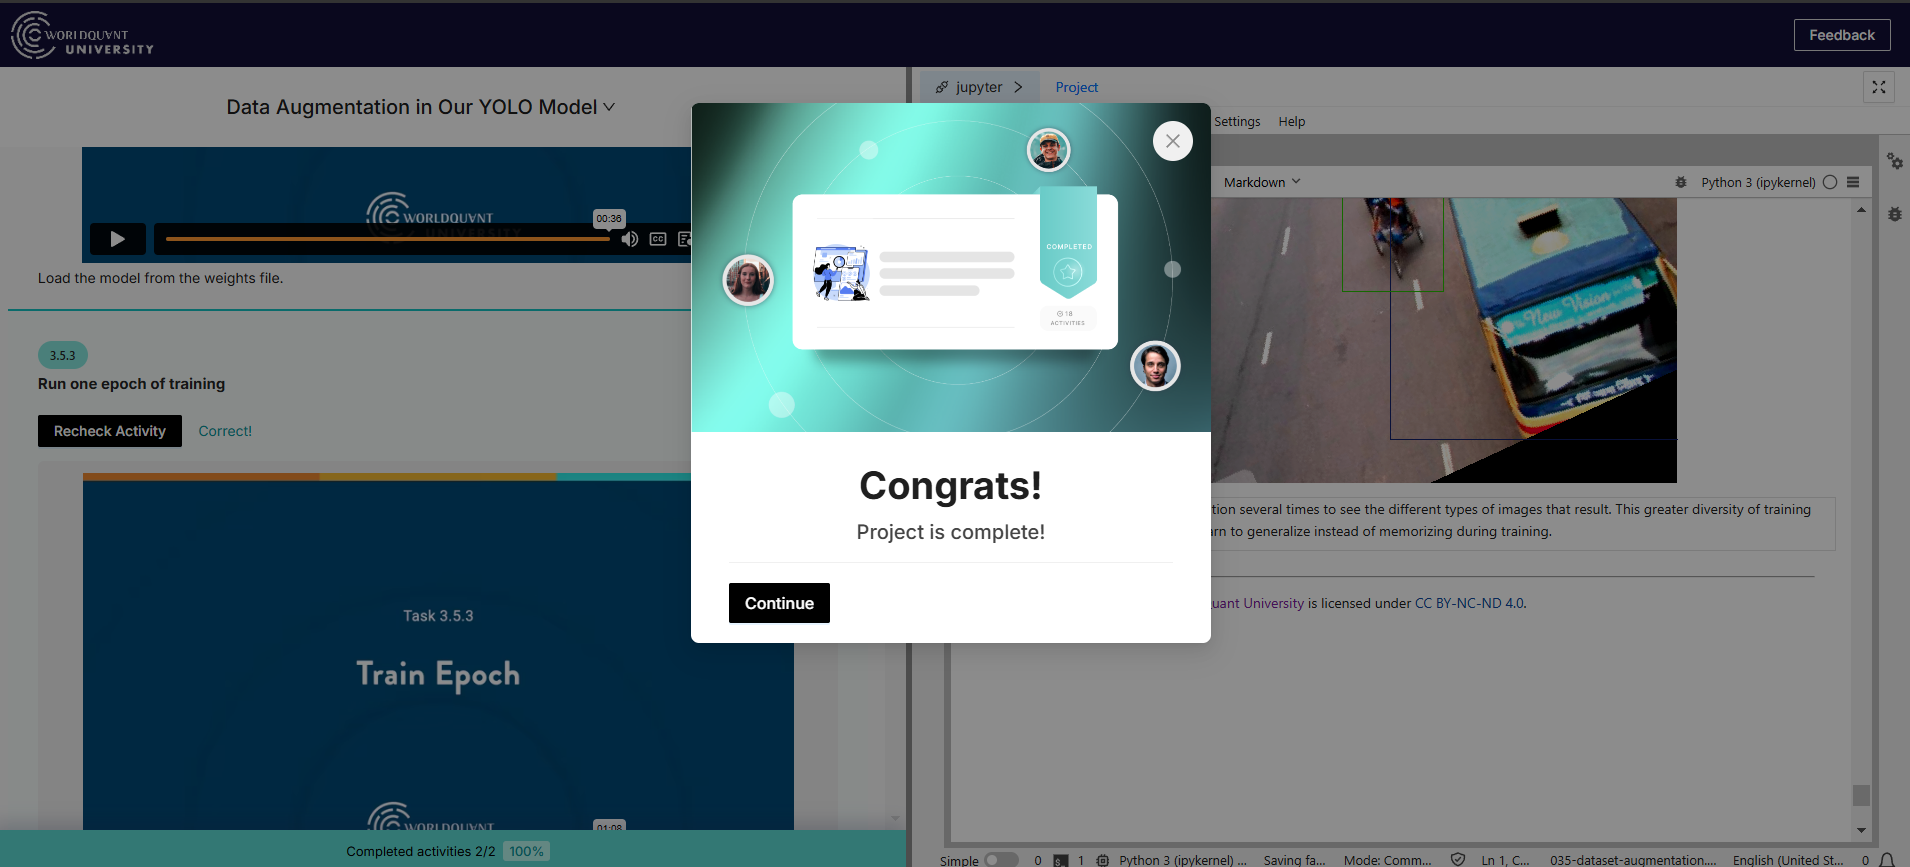 WORLDQUANT
UNIVERSITY
Feedback
Data Augmentation in Our YOLO Model
jupyter
Project
Settings
Help
Markdown
Python 3 (ipykernel)
WORLDQUANT
UNIVERSITY
00:36
CC
Load the model from the weights file.
3.5.3
Run one epoch of training
Recheck Activity
Correct!
Task 3.5.3
Train Epoch
WORLDQUANT
01:08
Completed activities 2/2
100%
COMPLETED
18
ACTIVITIES
Congrats!
Project is complete!
Continue
New Vision
tion several times to see the different types of images that result. This greater diversity of training
rn to generalize instead of memorizing during training.
uant University is licensed under CC BY-NC-ND 4.0.
Simple
0
1
Python 3 (ipykernel) ...
Saving fa...
Mode: Comm...
Ln 1, C...
035-dataset-augmentation....
English (United St...
0